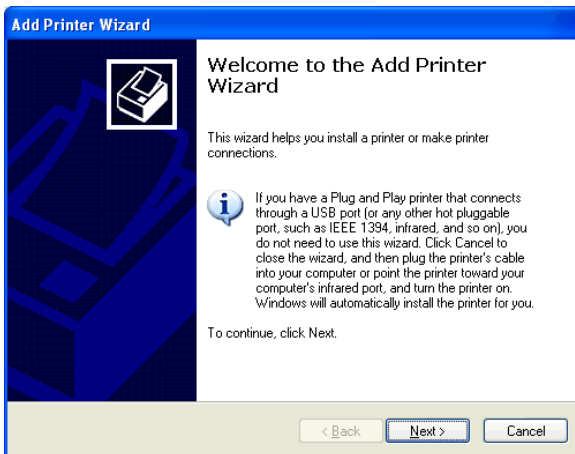 Add Printer Wizard
Welcome to the Add Printer
Wizard
This wizard helps you install a printer or make printer
connections.
If you have a Plug and Play printer that connects
through a USB port (or any other hot pluggable
port, such as IEEE 1394, infrared, and so on), you
do not need to use this wizard. Click Cancel to
close the wizard, and then plug the printer's cable
into your computer or point the printer toward your
computer's infrared port, and turn the printer on.
Windows will automatically install the printer for you.
To continue, click Next.
< Back
Next >
Cancel